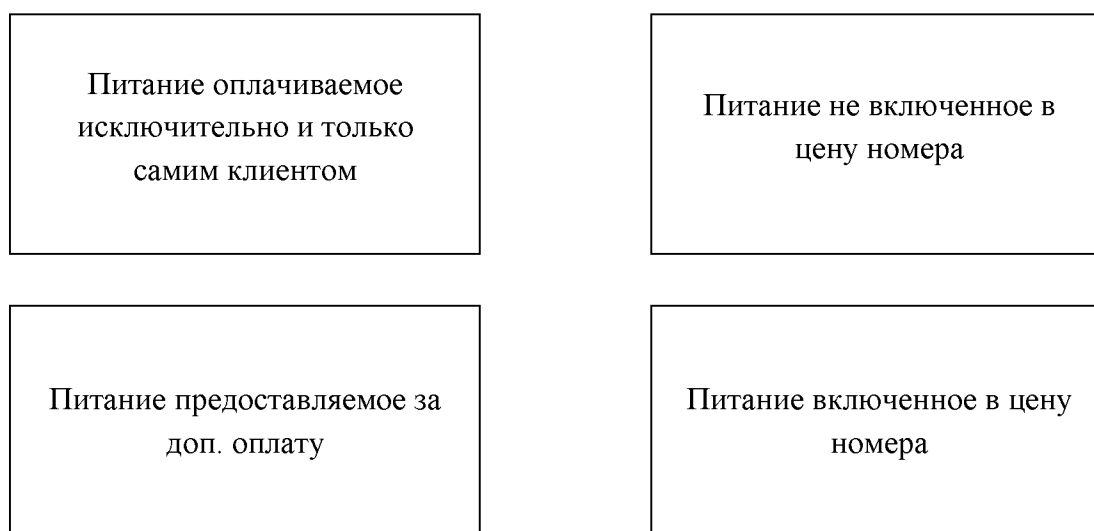 Питание оплачиваемое
исключительно и только
самим клиентом
Питание не включенное в
цену номера
Питание предоставляемое за
доп. оплату
Питание включенное в цену
номера